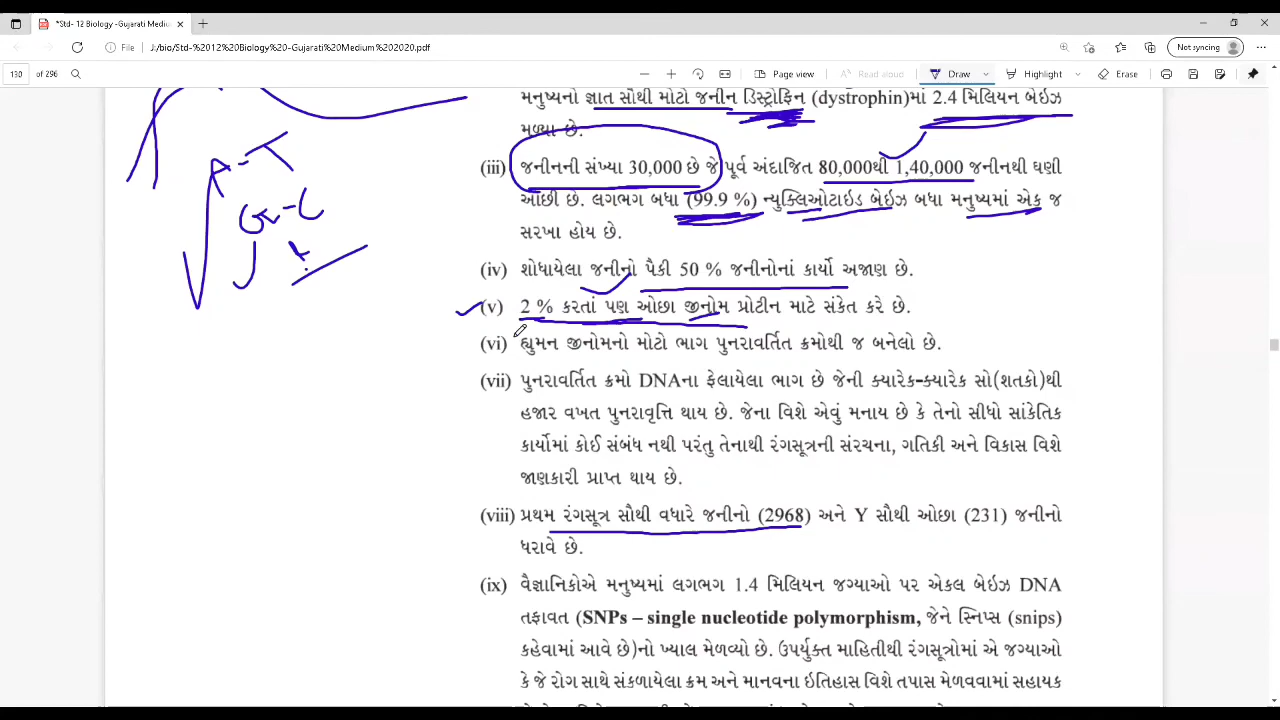 *Std- 12 Biology -Gujarati Medium
File
J:/bio/Std-%2012%20Biology%20-Gujarati%20Medium%202020.pdf
Not syncing
130 of 296
Page view
Read aloud
Draw
Highlight
Erase
મનુષ્યનો જ્ઞાત સૌથી મોટો જનીન ડિસ્ટ્રોફિન (dystrophin)માં 2.4 મિલિયન બેઇઝ
મળ્યા છે.
(iii) જનીનની સંખ્યા 30,000 છે જે પૂર્વ અંદાજિત 80,000થી 1,40,000 જનીનથી ઘણી
ઓછી છે. લગભગ બધા (99.9 %) ન્યુક્લિઓટાઇડ બેઇઝ બધા મનુષ્યમાં એક જ
સરખા હોય છે.
(iv) શોધાયેલા જનીનો પૈકી 50 % જનીનોનાં કાર્યો અજાણ છે.
(v) 2 % કરતાં પણ ઓછા જીનોમ પ્રોટીન માટે સંકેત કરે છે.
(vi) હ્યુમન જીનોમનો મોટો ભાગ પુનરાવર્તિત ક્રમોથી જ બનેલો છે.
(vii) પુનરાવર્તિત ક્રમો DNAના ફેલાયેલા ભાગ છે જેની ક્યારેક-ક્યારેક સો(શતકો)થી
હજાર વખત પુનરાવૃત્તિ થાય છે. જેના વિશે એવું મનાય છે કે તેનો સીધો સાંકેતિક
કાર્યોમાં કોઈ સંબંધ નથી પરંતુ તેનાથી રંગસૂત્રની સંરચના, ગતિકી અને વિકાસ વિશે
જાણકારી પ્રાપ્ત થાય છે.
(viii) પ્રથમ રંગસૂત્ર સૌથી વધારે જનીનો (2968) અને Y સૌથી ઓછા (231) જનીનો
ધરાવે છે.
(ix) વૈજ્ઞાનિકોએ મનુષ્યમાં લગભગ 1.4 મિલિયન જગ્યાઓ પર એકલ બેઇઝ DNA
તફાવત (SNPs – single nucleotide polymorphism, જેને સ્નિપ્સ (snips)
કહેવામાં આવે છે)નો ખ્યાલ મેળવ્યો છે. ઉપર્યુક્ત માહિતીથી રંગસૂત્રોમાં એ જગ્યાઓ
કે જે રોગ સાથે સંકળાયેલા ક્રમ અને માનવના ઇતિહાસ વિશે તપાસ મેળવવામાં સહાયક
A-T
G-C